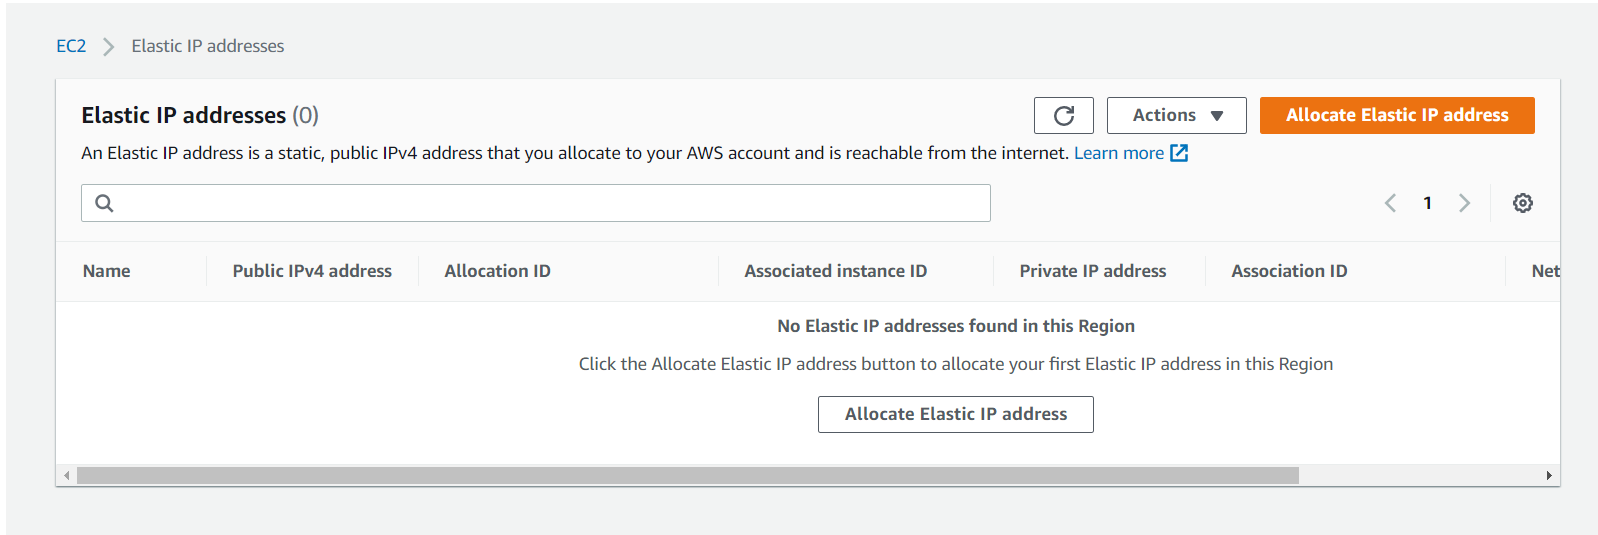 EC2 > Elastic IP addresses
Elastic IP addresses (0)
Actions
Allocate Elastic IP address
An Elastic IP address is a static, public IPv4 address that you allocate to your AWS account and is reachable from the internet. Learn more
1
Name Public IPv4 address Allocation ID Associated instance ID Private IP address Association ID Net
No Elastic IP addresses found in this Region
Click the Allocate Elastic IP address button to allocate your first Elastic IP address in this Region
Allocate Elastic IP address